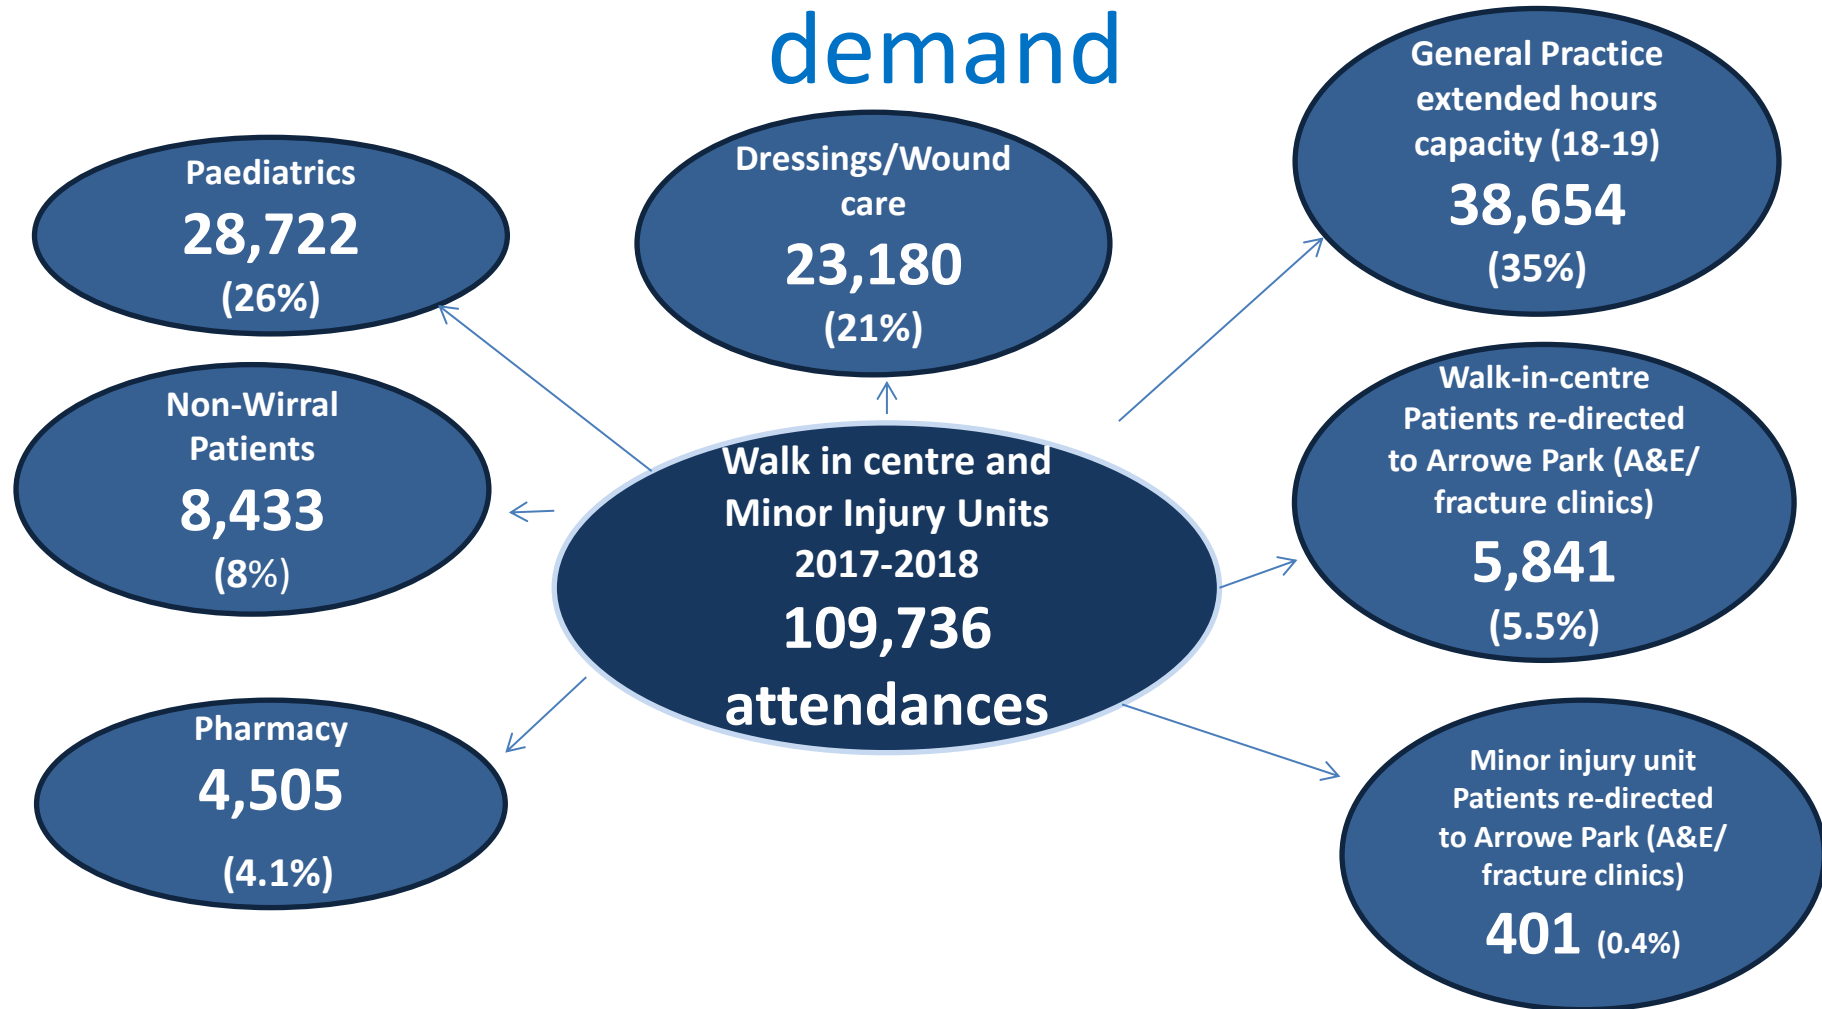 demand
Paediatrics
28,722
(26%)
Dressings/Wound
care
23,180
(21%)
General Practice
extended hours
capacity (18-19)
38,654
(35%)
Non-Wirral
Patients
8,433
(8%)
Walk in centre and
Minor Injury Units
2017-2018
109,736
attendances
Walk-in-centre
Patients re-directed
to Arrowe Park (A&E/
fracture clinics)
5,841
(5.5%)
Pharmacy
4,505
(4.1%)
Minor injury unit
Patients re-directed
to Arrowe Park (A&E/
fracture clinics)
401 (0.4%)